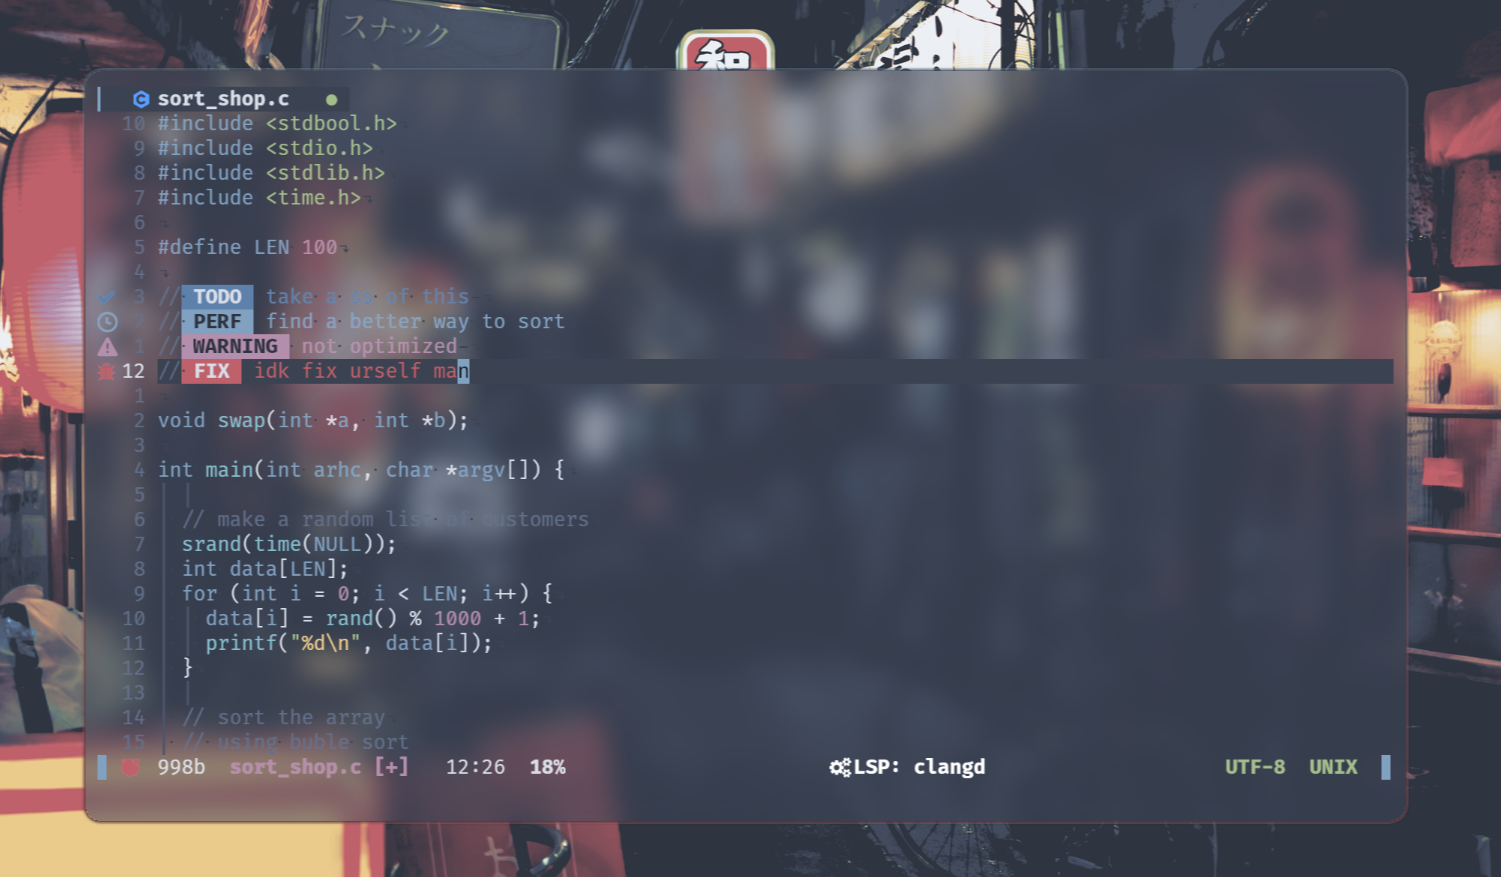 スナック
和
sort_shop.c
10 #include <stdbool.h>
9 #include <stdio.h>
8 #include <stdlib.h>
7 #include <time.h>
6
5 #define LEN 100
4
3 // TODO take a ss of this
2 // PERF find a better way to sort
1 // WARNING not optimized
12 // FIX idk fix urself man
1
2 void swap(int *a, int *b);
3
4 int main(int arhc, char *argv[]) {
5
6 // make a random list of customers
7 srand(time(NULL));
8 int data[LEN];
9 for (int i = 0; i < LEN; i++) {
10 data[i] = rand() % 1000 + 1;
11 printf("%d\n", data[i]);
12 }
13
14 // sort the array
15 // using buble sort
998b sort_shop.c [+] 12:26 18% LSP: clangd UTF-8 UNIX